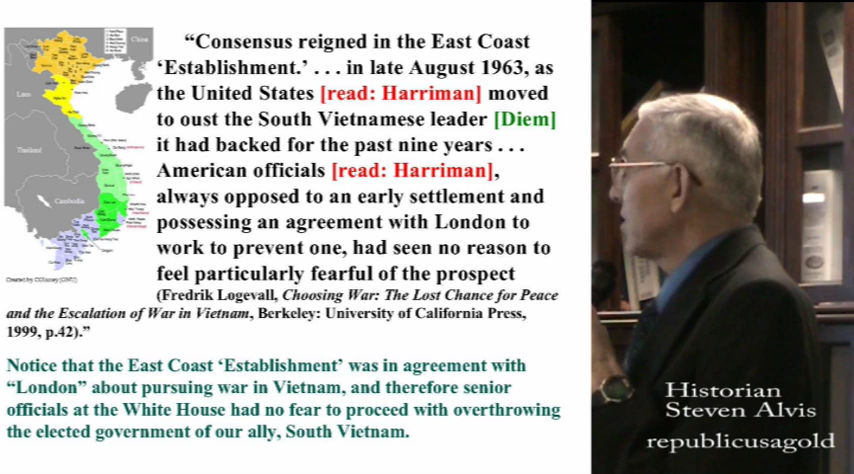 China
Laos
Thailand
Cambodia
“Consensus reigned in the East Coast
‘Establishment.’ . . . in late August 1963, as
the United States [read: Harriman] moved
to oust the South Vietnamese leader [Diem]
it had backed for the past nine years . . .
American officials [read: Harriman],
always opposed to an early settlement and
possessing an agreement with London to
work to prevent one, had seen no reason to
feel particularly fearful of the prospect
(Fredrik Logevall, Choosing War: The Lost Chance for Peace
and the Escalation of War in Vietnam, Berkeley: University of California Press,
1999, p.42).”
Notice that the East Coast ‘Establishment’ was in agreement with
“London” about pursuing war in Vietnam, and therefore senior
officials at the White House had no fear to proceed with overthrowing
the elected government of our ally, South Vietnam.
Historian
Steven Alvis
republicusagold